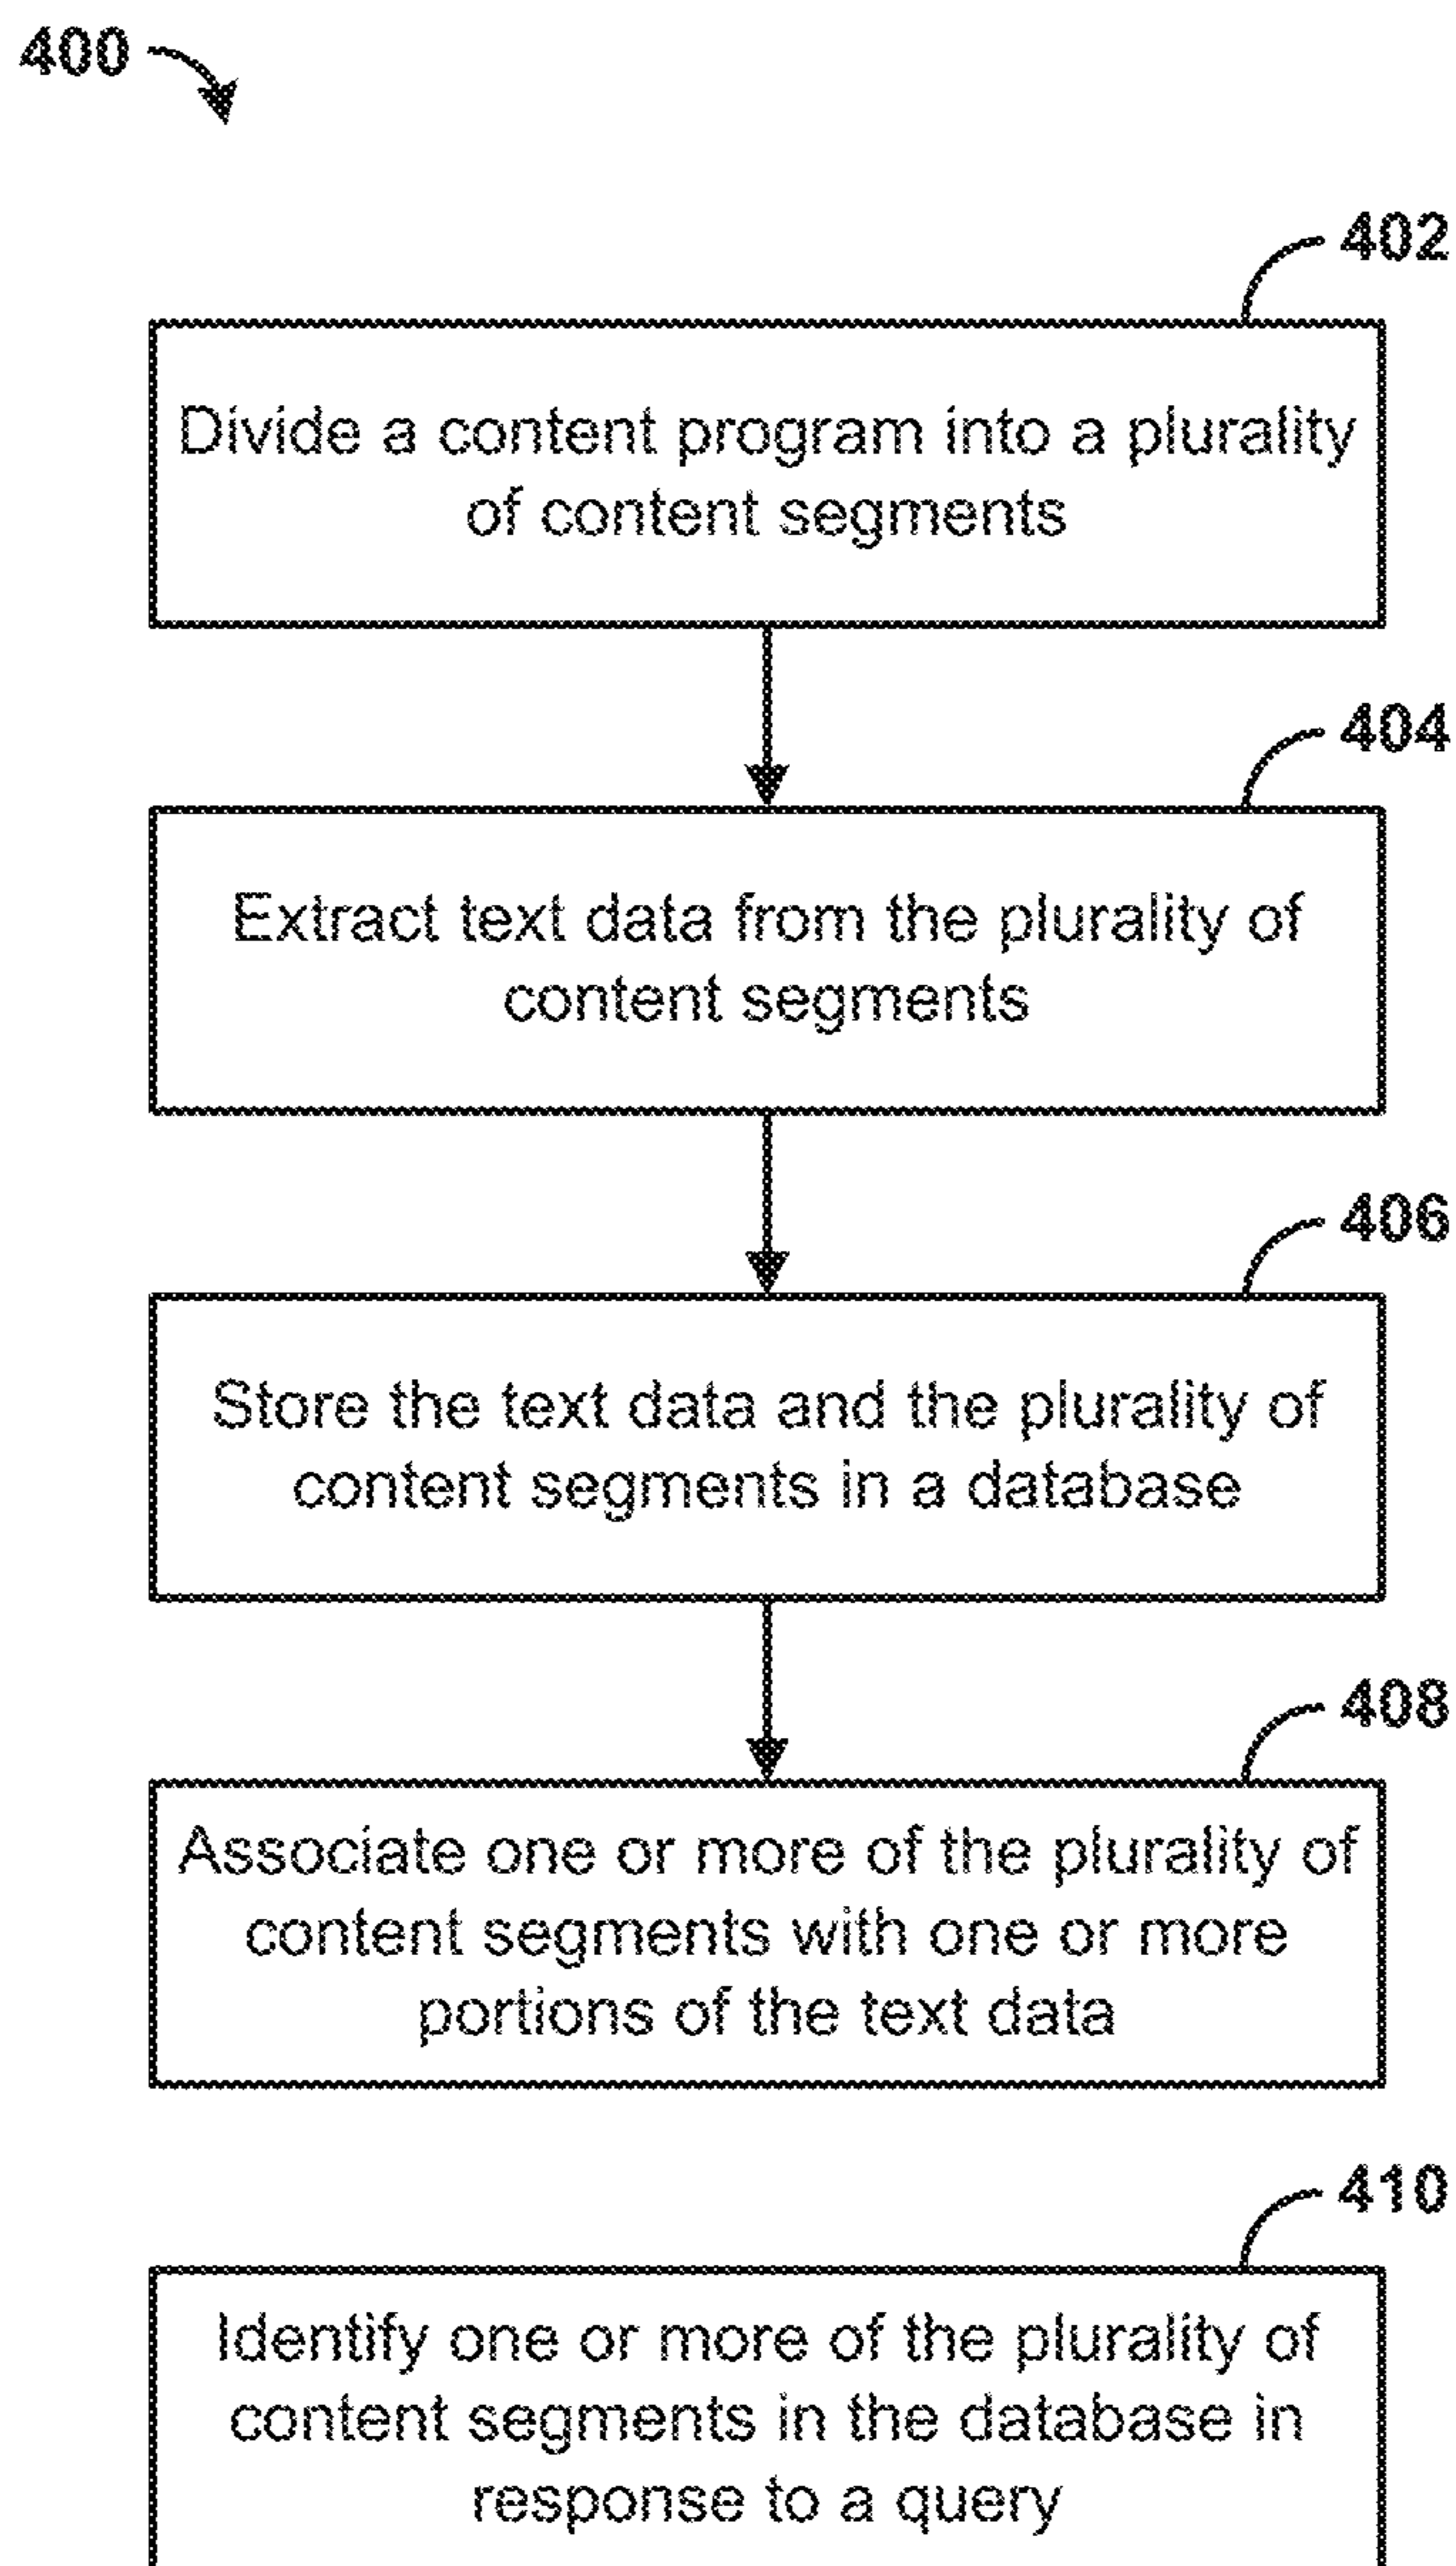 400
402
Divide a content program into a plurality
of content segments
404
Extract text data from the plurality of
content segments
406
Store the text data and the plurality of
content segments in a database
408
Associate one or more of the plurality of
content segments with one or more
portions of the text data
410
Identify one or more of the plurality of
content segments in the database in
response to a query